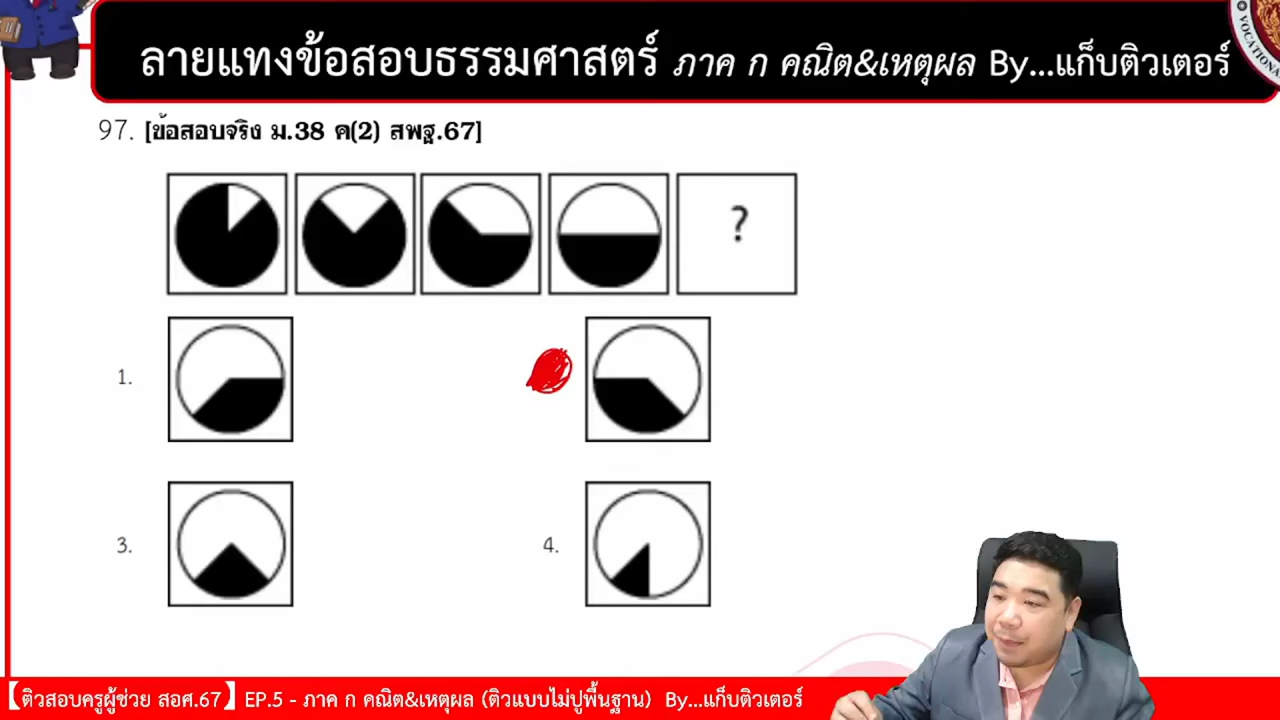 ลายแทงข้อสอบธรรมศาสตร์ ภาค ก คณิต&เหตุผล By...แก็บติวเตอร์
VOCATIONAL
97. [ข้อสอบจริง ม.38 ค(2) สพฐ.67]
?
1.
3.
4.
【ติวสอบครูผู้ช่วย สอศ.67】 EP.5 - ภาค ก คณิต&เหตุผล (ติวแบบไม่ปูพื้นฐาน) By...แก็บติวเตอร์